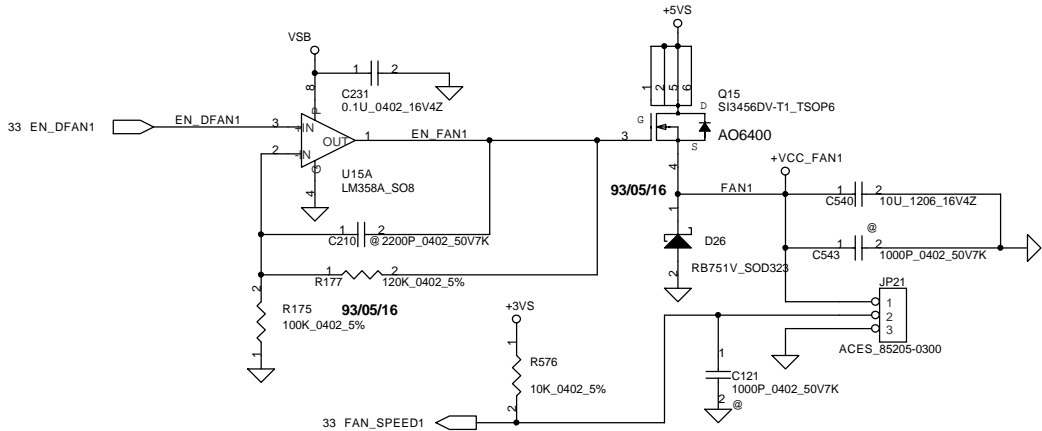 +5VS
VSB
1
2
5
6
8
1
2
C231
0.1U_0402_16V4Z
Q15
SI3456DV-T1_TSOP6
D
G
S
AO6400
33 EN_DFAN1
EN_DFAN1
3
+IN
P
OUT
1
EN_FAN1
3
2
-IN
G
4
U15A
LM358A_SO8
4
93/05/16
FAN1
+VCC_FAN1
1
2
C540
10U_1206_16V4Z
1
2
C210
@
2200P_0402_50V7K
1
2
D26
RB751V_SOD323
@
1
2
C543
1000P_0402_50V7K
1
2
R177
120K_0402_5%
93/05/16
2
1
R175
100K_0402_5%
+3VS
1
2
R576
10K_0402_5%
JP21
1
2
3
ACES_85205-0300
1
2
C121
1000P_0402_50V7K
@
33 FAN_SPEED1